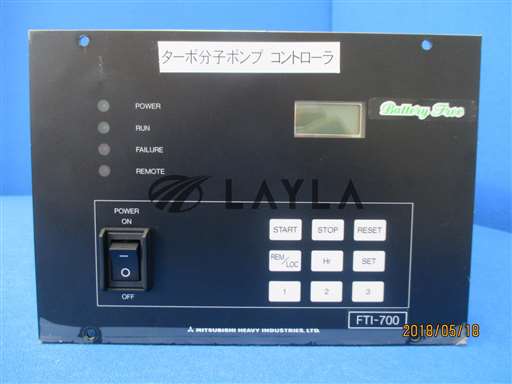 ターボ分子ポンプ コントローラ
Battery Free
POWER
RUN
FAILURE
REMOTE
LAYLA
POWER
ON
OFF
START STOP RESET
REM/LOC Hr SET
1 2 3
MITSUBISHI HEAVY INDUSTRIES, LTD.
FTI-700
2018/05/18